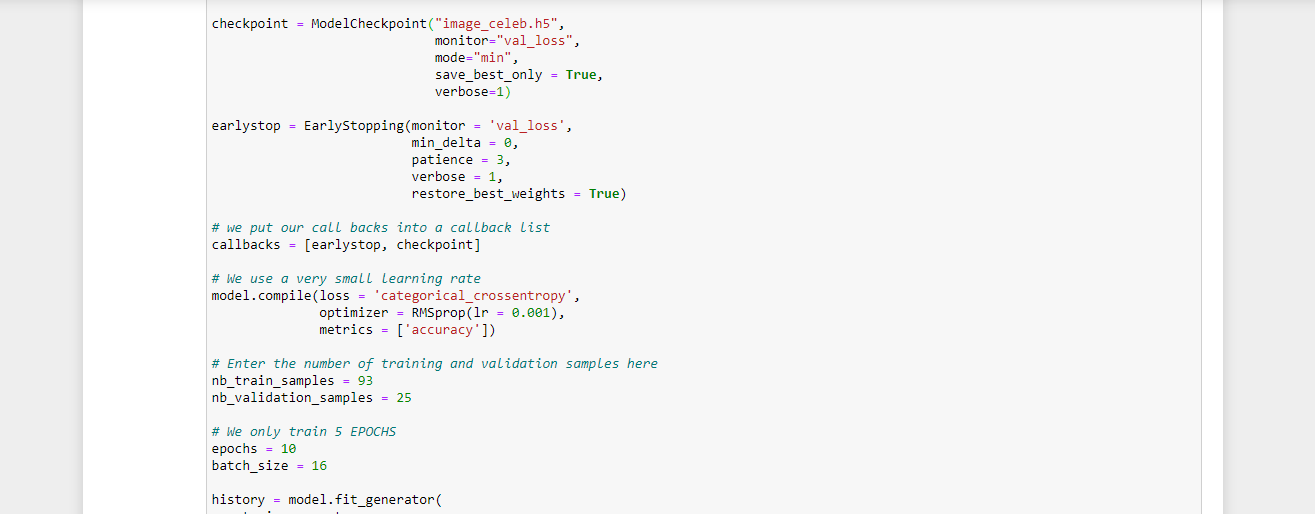 checkpoint = ModelCheckpoint("image_celeb.h5",
                             monitor="val_loss",
                             mode="min",
                             save_best_only = True,
                             verbose=1)

earlystop = EarlyStopping(monitor = 'val_loss',
                          min_delta = 0,
                          patience = 3,
                          verbose = 1,
                          restore_best_weights = True)

# we put our call backs into a callback list
callbacks = [earlystop, checkpoint]

# We use a very small learning rate
model.compile(loss = 'categorical_crossentropy',
              optimizer = RMSprop(lr = 0.001),
              metrics = ['accuracy'])

# Enter the number of training and validation samples here
nb_train_samples = 93
nb_validation_samples = 25

# We only train 5 EPOCHS
epochs = 10
batch_size = 16

history = model.fit_generator(